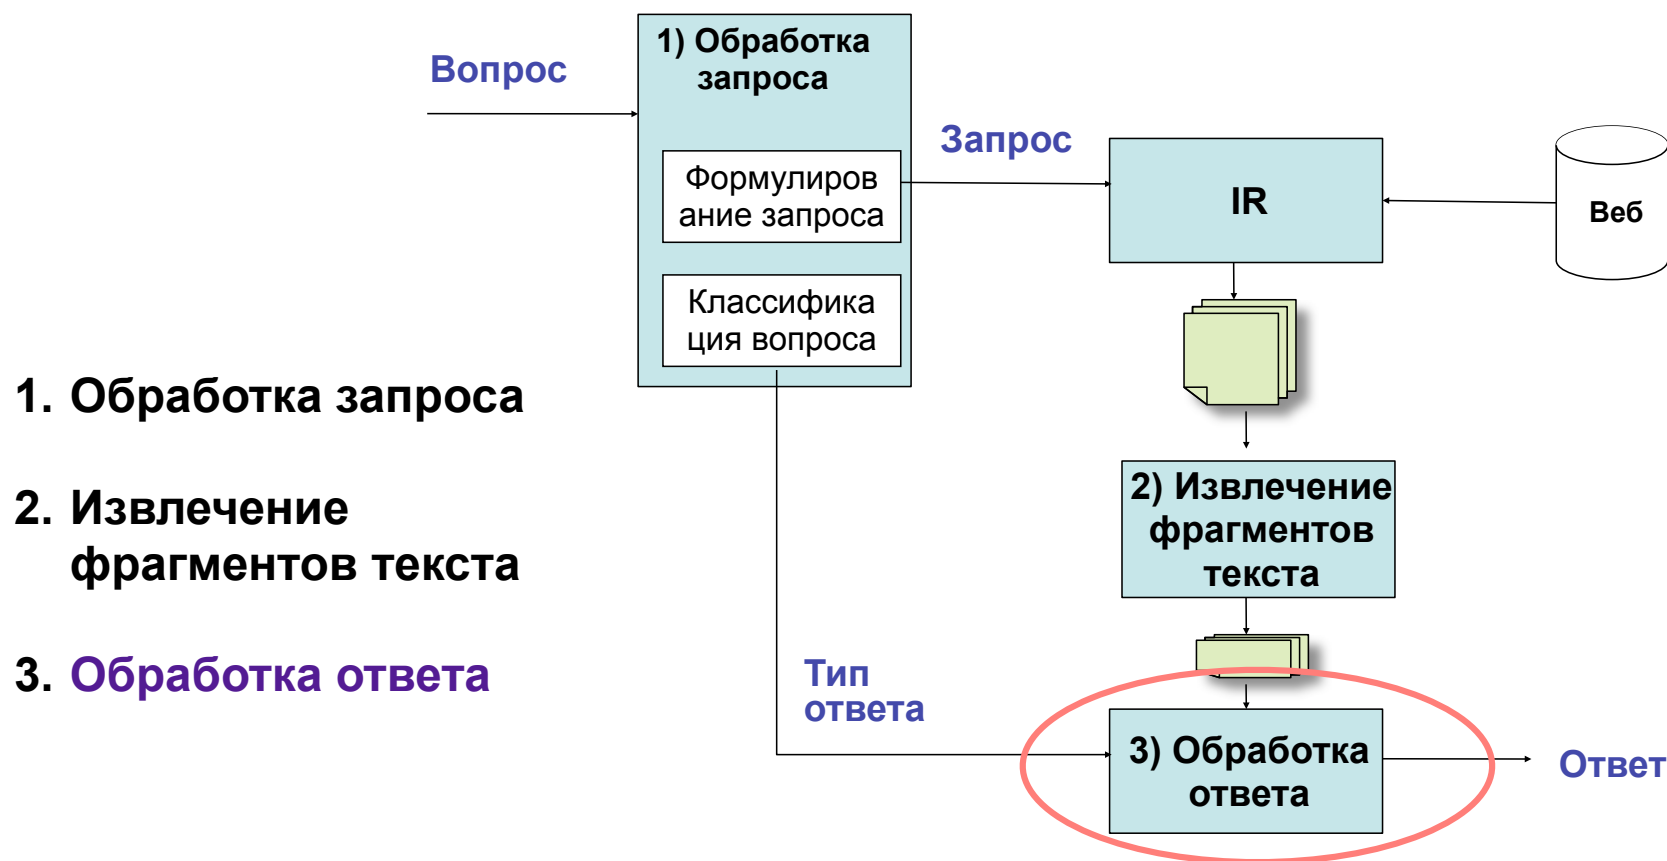 1) Обработка
запроса
Вопрос
Запрос
Формулиров
ание запроса
IR
Веб
Классифика
ция вопроса
1. Обработка запроса
2. Извлечение
фрагментов текста
3. Обработка ответа
2) Извлечение
фрагментов
текста
Тип
ответа
3) Обработка
ответа
Ответ